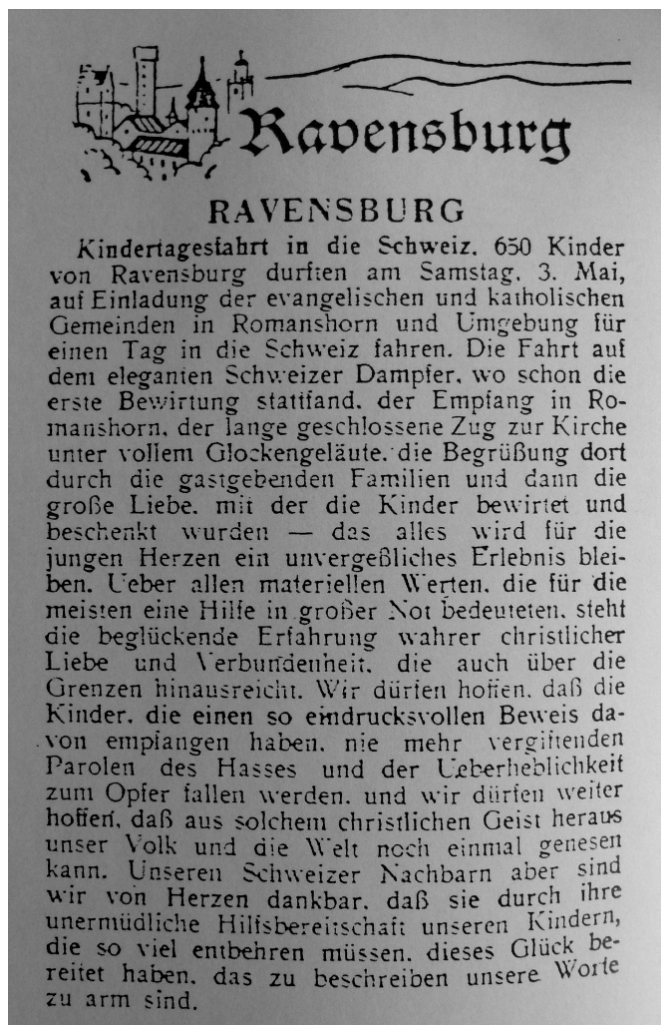 Ravensburg
RAVENSBURG
Kindertagesfahrt in die Schweiz. 650 Kinder
von Ravensburg durften am Samstag, 3. Mai,
auf Einladung der evangelischen und katholischen
Gemeinden in Romanshorn und Umgebung für
einen Tag in die Schweiz fahren. Die Fahrt auf
dem eleganten Schweizer Dampfer, wo schon die
erste Bewirtung stattfand, der Empfang in Ro-
manshorn, der lange geschlossene Zug zur Kirche
unter vollem Glockengeläute, die Begrüßung dort
durch die gastgebenden Familien und dann die
große Liebe, mit der die Kinder bewirtet und
beschenkt wurden — das alles wird für die
jungen Herzen ein unvergeßliches Erlebnis blei-
ben. Ueber allen materiellen Werten, die für die
meisten eine Hilfe in großer Not bedeuteten, steht
die beglückende Erfahrung wahrer christlicher
Liebe und Verbundenheit, die auch über die
Grenzen hinausreicht. Wir dürfen hoffen, daß die
Kinder, die einen so eindrucksvollen Beweis da-
von empfangen haben, nie mehr vergiftenden
Parolen des Hasses und der Ueberheblichkeit
zum Opfer fallen werden, und wir dürfen weiter
hoffen, daß aus solchem christlichen Geist heraus
unser Volk und die Welt noch einmal genesen
kann. Unseren Schweizer Nachbarn aber sind
wir von Herzen dankbar, daß sie durch ihre
unermüdliche Hilfsbereitschaft unseren Kindern,
die so viel entbehren müssen, dieses Glück be-
reitet haben, das zu beschreiben unsere Worte
zu arm sind.